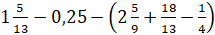 1 5/13 − 0,25 − (2 5/9 + 18/13 − 1/4)